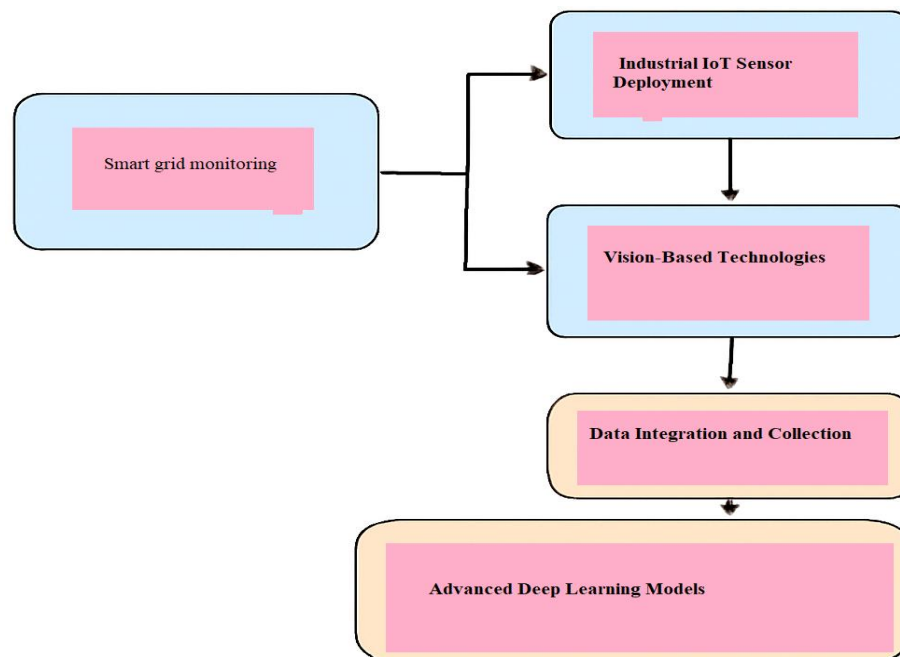 Smart grid monitoring
Industrial IoT Sensor
Deployment
Vision-Based Technologies
Data Integration and Collection
Advanced Deep Learning Models